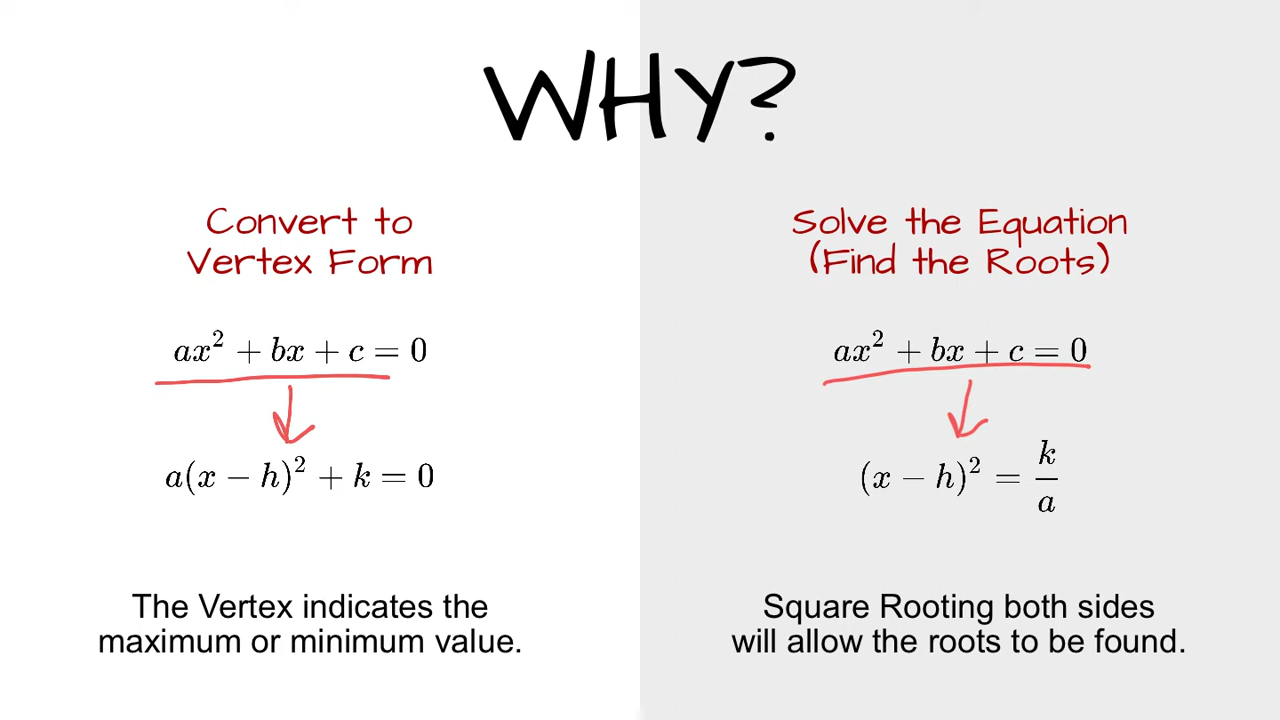 WHY?
Convert to
Vertex Form
ax² + bx + c = 0
a(x − h)² + k = 0
The Vertex indicates the
maximum or minimum value.
Solve the Equation
(Find the Roots)
ax² + bx + c = 0
(x − h)² = k/a
Square Rooting both sides
will allow the roots to be found.